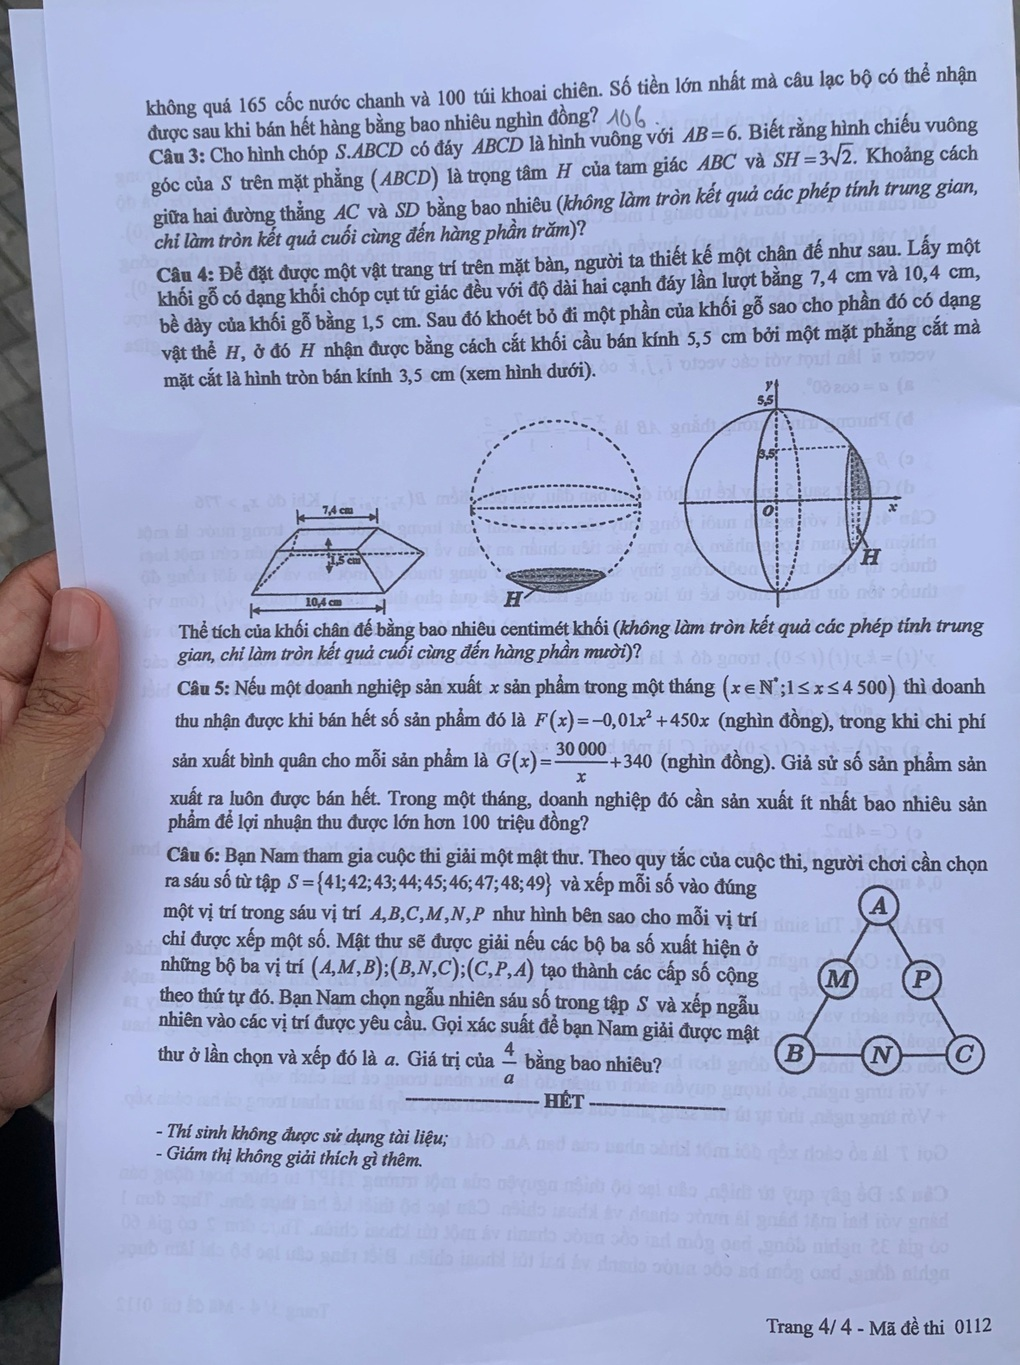 không quá 165 cốc nước chanh và 100 túi khoai chiên. Số tiền lớn nhất mà câu lạc bộ có thể nhận
được sau khi bán hết hàng bằng bao nhiêu nghìn đồng? 106
Câu 3: Cho hình chóp S.ABCD có đáy ABCD là hình vuông với AB = 6. Biết rằng hình chiếu vuông
góc của S trên mặt phẳng (ABCD) là trọng tâm H của tam giác ABC và SH = 3√2. Khoảng cách
giữa hai đường thẳng AC và SD bằng bao nhiêu (không làm tròn kết quả các phép tính trung gian,
chỉ làm tròn kết quả cuối cùng đến hàng phần trăm)?
Câu 4: Để đặt được một vật trang trí trên mặt bàn, người ta thiết kế một chân đế như sau. Lấy một
khối gỗ có dạng khối chóp cụt tứ giác đều với độ dài hai cạnh đáy lần lượt bằng 7,4 cm và 10,4 cm,
bề dày của khối gỗ bằng 1,5 cm. Sau đó khoét bỏ đi một phần của khối gỗ sao cho phần đó có dạng
vật thể H, ở đó H nhận được bằng cách cắt khối cầu bán kính 5,5 cm bởi một mặt phẳng cắt mà
mặt cắt là hình tròn bán kính 3,5 cm (xem hình dưới).
y
5,5
3,5
O
x
H
7,4 cm
1,5 cm
10,4 cm
H
Thể tích của khối chân đế bằng bao nhiêu centimét khối (không làm tròn kết quả các phép tính trung
gian, chỉ làm tròn kết quả cuối cùng đến hàng phần mười)?
Câu 5: Nếu một doanh nghiệp sản xuất x sản phẩm trong một tháng (x ∈ ℕ*; 1 ≤ x ≤ 4 500) thì doanh
thu nhận được khi bán hết số sản phẩm đó là F(x) = −0,01x² + 450x (nghìn đồng), trong khi chi phí
sản xuất bình quân cho mỗi sản phẩm là G(x) = 30 000/x + 340 (nghìn đồng). Giả sử số sản phẩm sản
xuất ra luôn được bán hết. Trong một tháng, doanh nghiệp đó cần sản xuất ít nhất bao nhiêu sản
phẩm để lợi nhuận thu được lớn hơn 100 triệu đồng?
Câu 6: Bạn Nam tham gia cuộc thi giải một mật thư. Theo quy tắc của cuộc thi, người chơi cần chọn
ra sáu số từ tập S = {41; 42; 43; 44; 45; 46; 47; 48; 49} và xếp mỗi số vào đúng
một vị trí trong sáu vị trí A, B, C, M, N, P như hình bên sao cho mỗi vị trí
chỉ được xếp một số. Mật thư sẽ được giải nếu các bộ ba số xuất hiện ở
những bộ ba vị trí (A, M, B); (B, N, C); (C, P, A) tạo thành các cấp số cộng
theo thứ tự đó. Bạn Nam chọn ngẫu nhiên sáu số trong tập S và xếp ngẫu
nhiên vào các vị trí được yêu cầu. Gọi xác suất để bạn Nam giải được mật
thư ở lần chọn và xếp đó là a. Giá trị của 4/a bằng bao nhiêu?
A
M
P
B
N
C
HẾT
- Thí sinh không được sử dụng tài liệu;
- Giám thị không giải thích gì thêm.
Trang 4/ 4 - Mã đề thi 0112